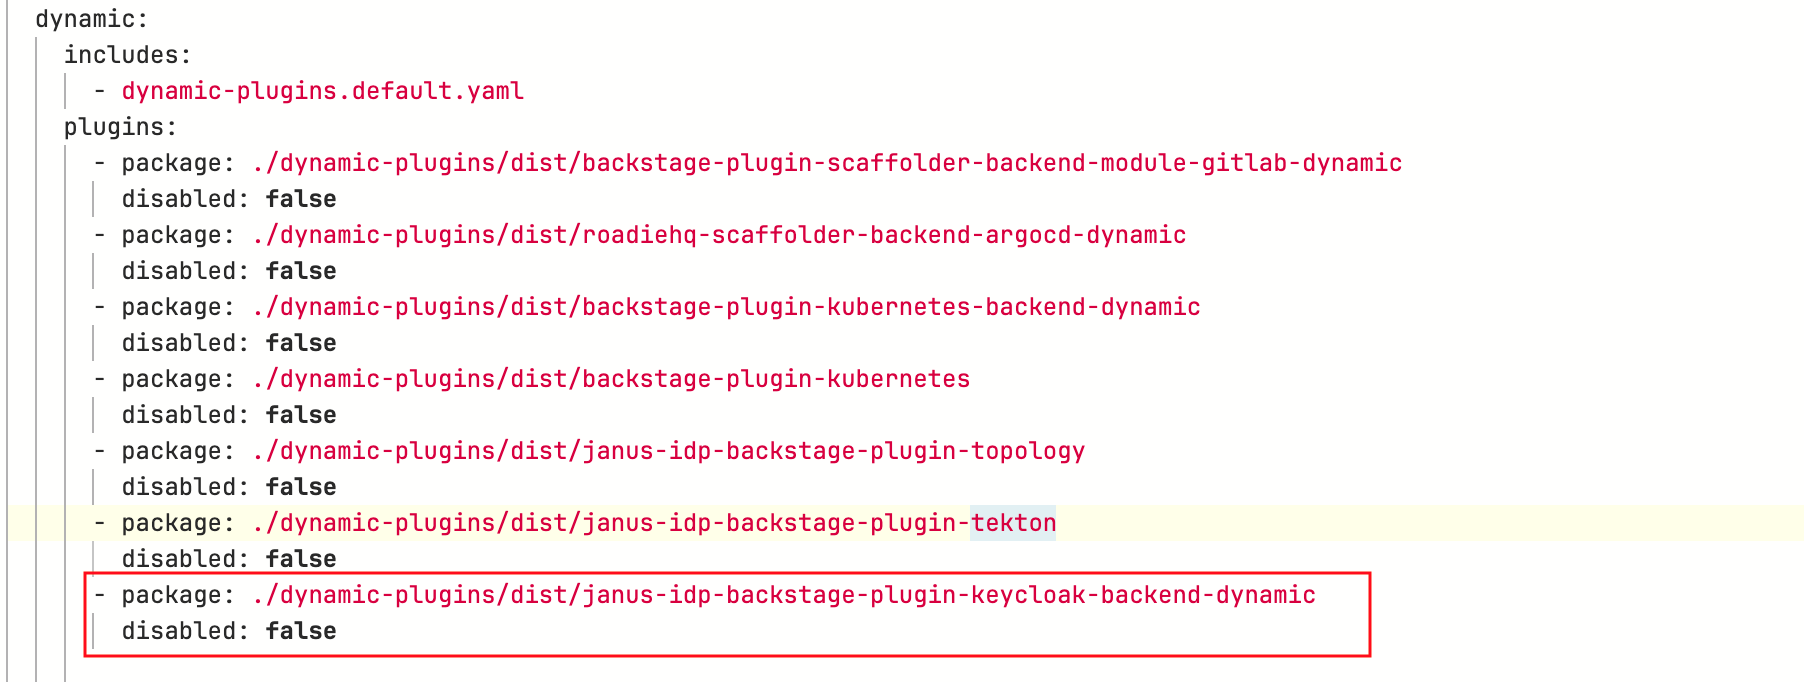 dynamic:
includes:
- dynamic-plugins.default.yaml
plugins:
- package: ./dynamic-plugins/dist/backstage-plugin-scaffolder-backend-module-gitlab-dynamic
disabled: false
- package: ./dynamic-plugins/dist/roadiehq-scaffolder-backend-argocd-dynamic
disabled: false
- package: ./dynamic-plugins/dist/backstage-plugin-kubernetes-backend-dynamic
disabled: false
- package: ./dynamic-plugins/dist/backstage-plugin-kubernetes
disabled: false
- package: ./dynamic-plugins/dist/janus-idp-backstage-plugin-topology
disabled: false
- package: ./dynamic-plugins/dist/janus-idp-backstage-plugin-tekton
disabled: false
- package: ./dynamic-plugins/dist/janus-idp-backstage-plugin-keycloak-backend-dynamic
disabled: false